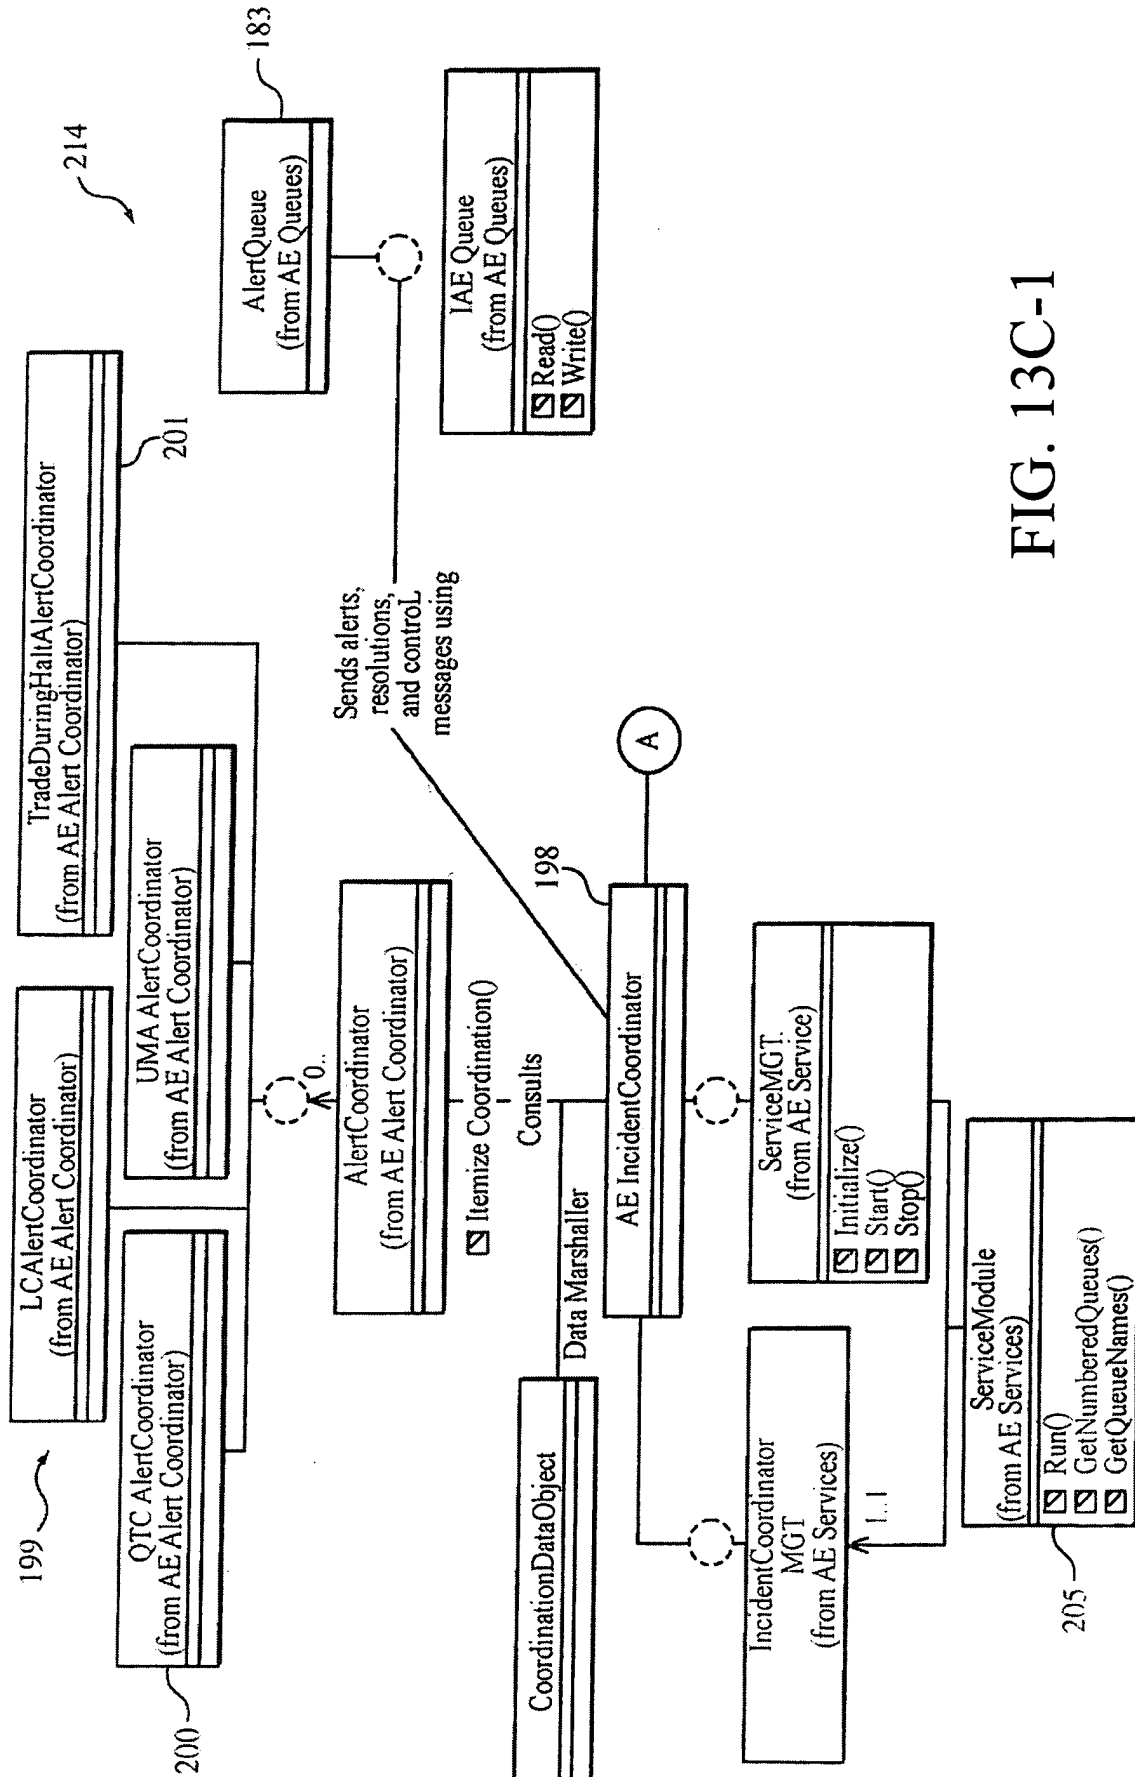 199
LCAlertCoordinator
(from AE Alert Coordinator)
TradeDuringHaltAlertCoordinator
(from AE Alert Coordinator)
201
214
200
QTC AlertCoordinator
(from AE Alert Coordinator)
UMA AlertCoordinator
(from AE Alert Coordinator)
AlertQueue
(from AE Queues)
183
0..
AlertCoordinator
(from AE Alert Coordinator)
Itemize Coordination()
Consults
Sends alerts,
resolutions,
and controL
messages using
IAE Queue
(from AE Queues)
Read()
Write()
CoordinationDataObject
Data Marshaller
AE IncidentCoordinator
198
A
IncidentCoordinator
MGT
(from AE Services)
1..1
ServiceMGT.
(from AE Service)
Initialize()
Start()
Stop()
ServiceModule
(from AE Services)
Run()
GetNumberedQueues()
GetQueueNames()
205
FIG. 13C-1